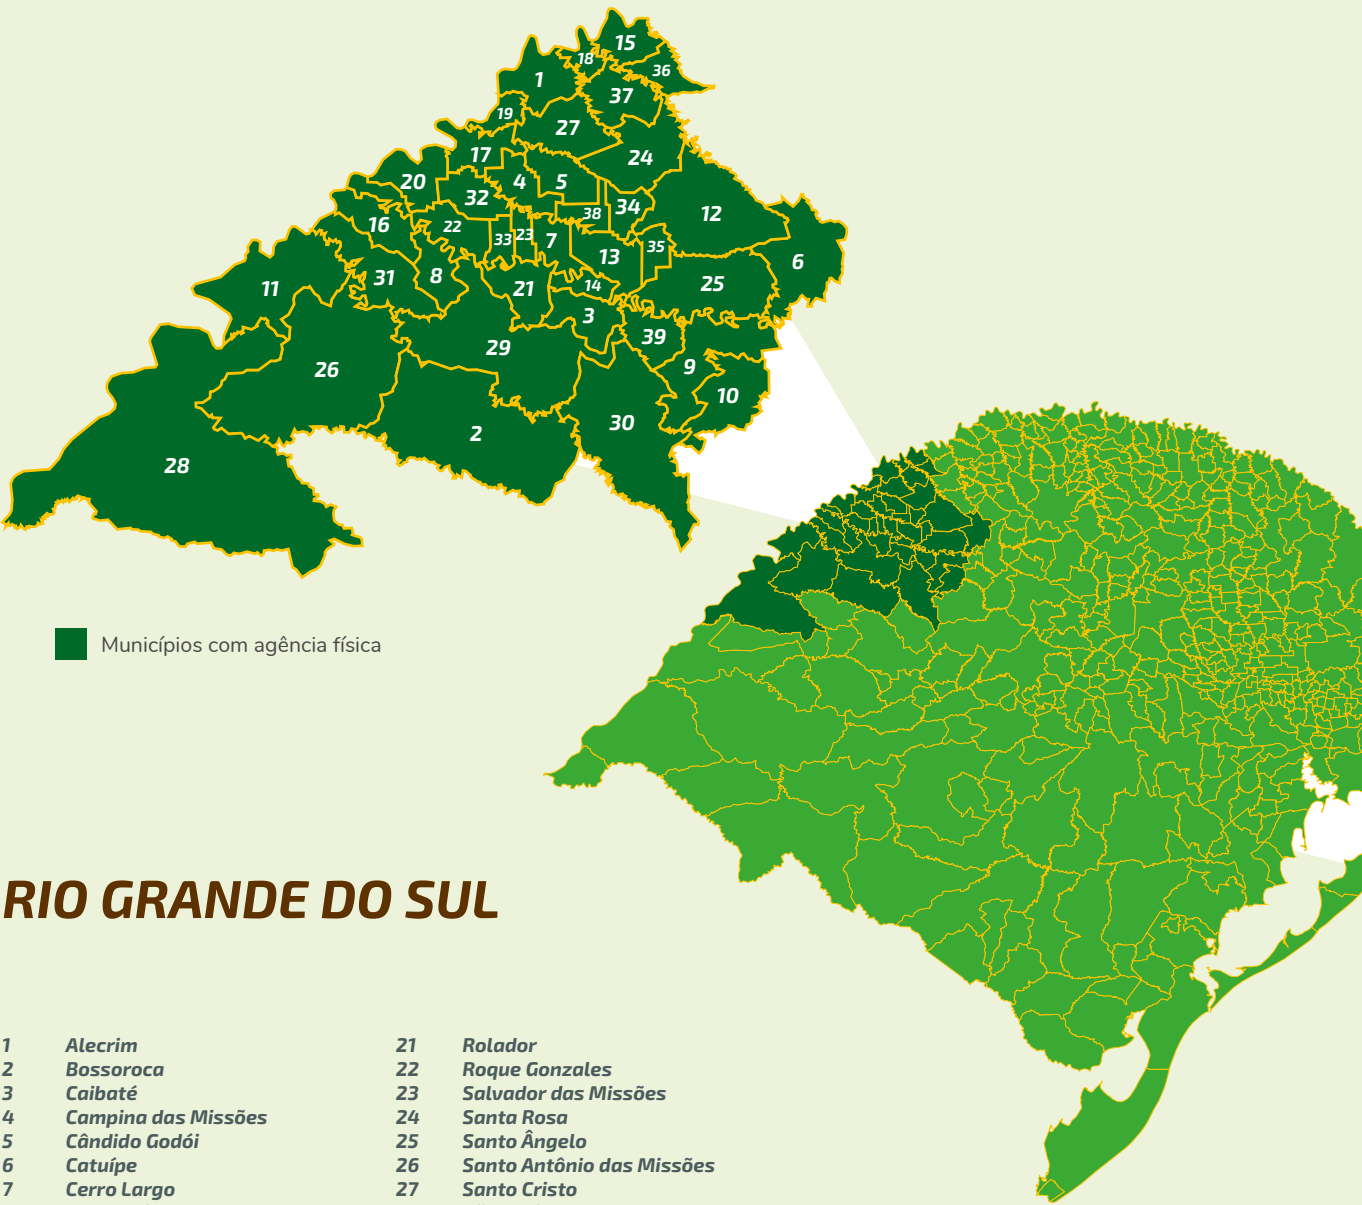 15
18
36
1
37
19
27
17
24
20
4
5
32
34
38
12
16
22
33
23
7
35
13
6
31
8
11
21
14
25
3
39
29
26
9
10
30
2
28
Municípios com agência física
RIO GRANDE DO SUL
1 Alecrim
2 Bossoroca
3 Caibaté
4 Campina das Missões
5 Cândido Godói
6 Catuípe
7 Cerro Largo
21 Rolador
22 Roque Gonzales
23 Salvador das Missões
24 Santa Rosa
25 Santo Ângelo
26 Santo Antônio das Missões
27 Santo Cristo